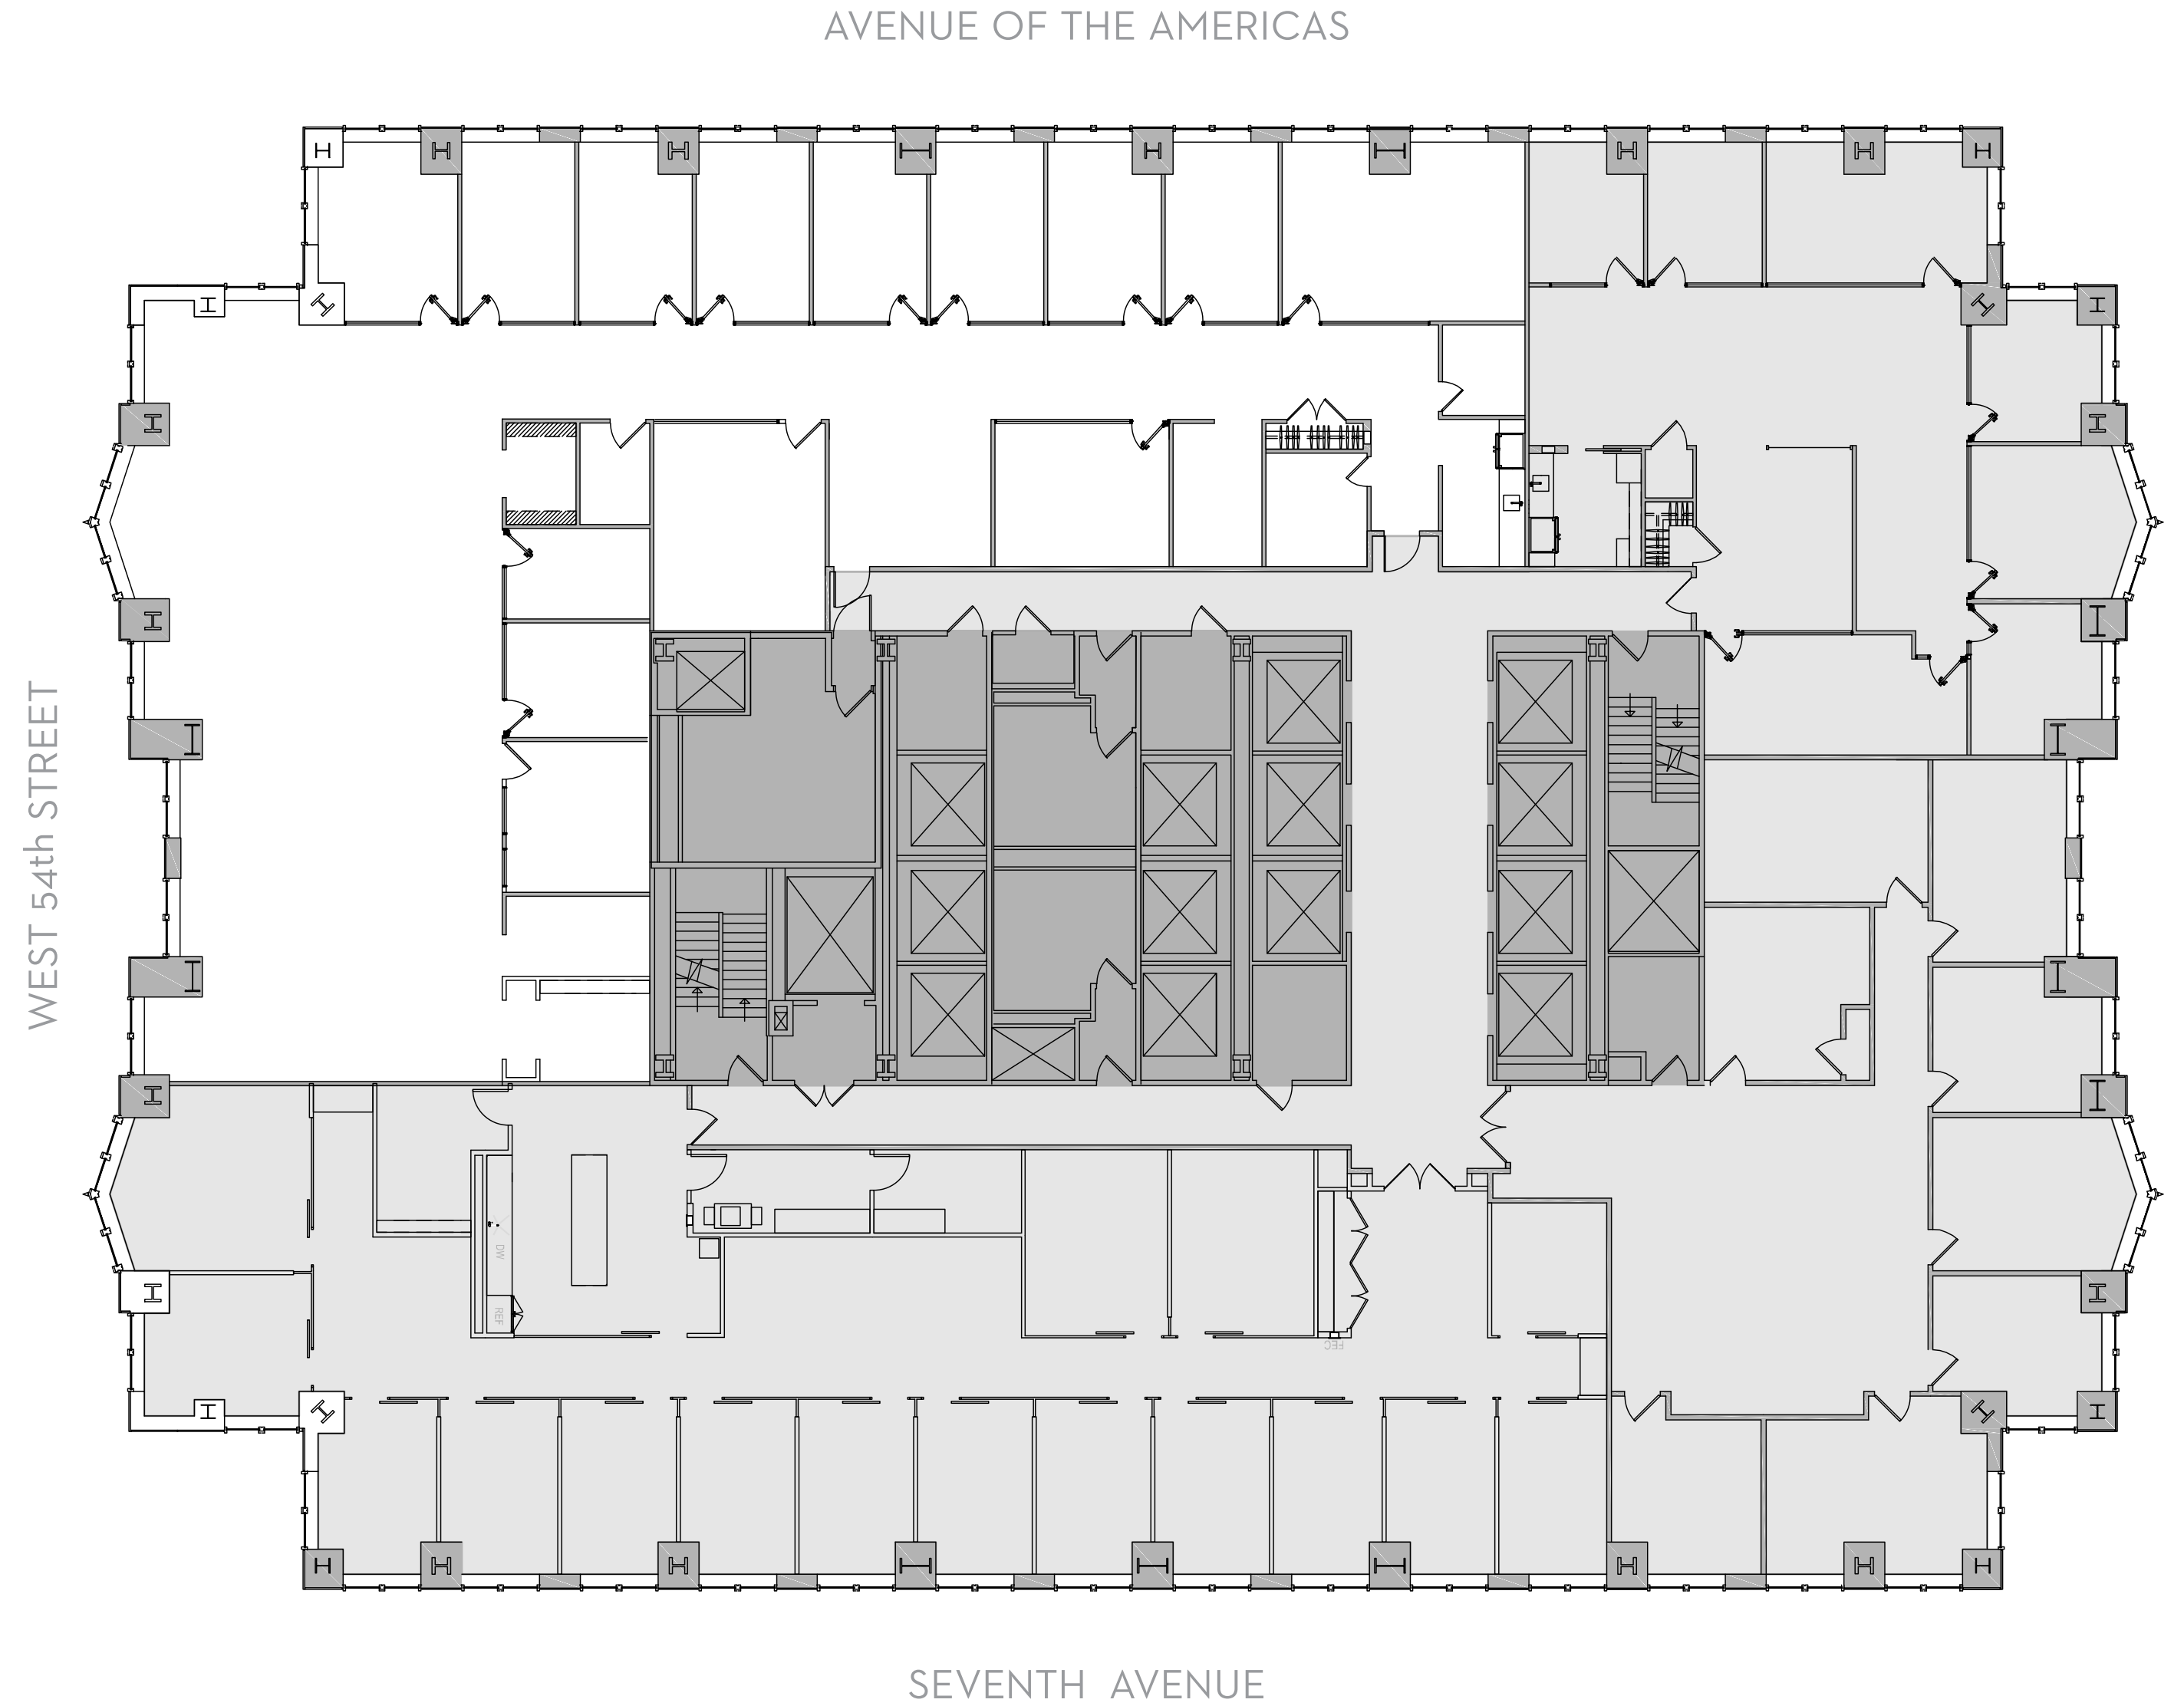 AVENUE OF THE AMERICAS
WEST 54th STREET
DW
REF
FEC
SEVENTH AVENUE